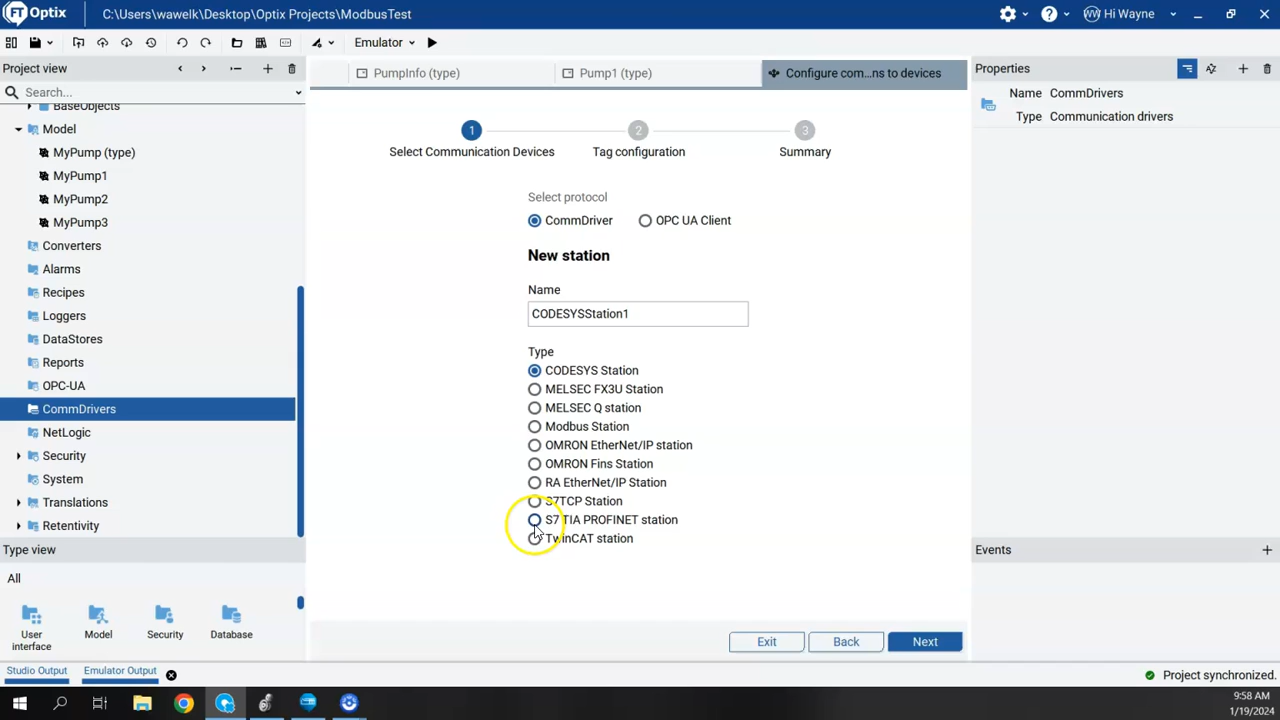 FT Optix C:\Users\wawelk\Desktop\Optix Projects\ModbusTest WW Hi Wayne
Emulator
Project view
Search...
BaseObjects
Model
MyPump (type)
MyPump1
MyPump2
MyPump3
Converters
Alarms
Recipes
Loggers
DataStores
Reports
OPC-UA
CommDrivers
NetLogic
Security
System
Translations
Retentivity
Type view
All
User interface
Model
Security
Database
Studio Output Emulator Output
PumpInfo (type) Pump1 (type) Configure com...ns to devices
1 2 3
Select Communication Devices Tag configuration Summary
Select protocol
CommDriver OPC UA Client
New station
Name
CODESYSStation1
Type
CODESYS Station
MELSEC FX3U Station
MELSEC Q station
Modbus Station
OMRON EtherNet/IP station
OMRON Fins Station
RA EtherNet/IP Station
S7TCP Station
S7 TIA PROFINET station
TwinCAT station
Exit Back Next
Properties
Name CommDrivers
Type Communication drivers
Events
Project synchronized.
9:58 AM
1/19/2024